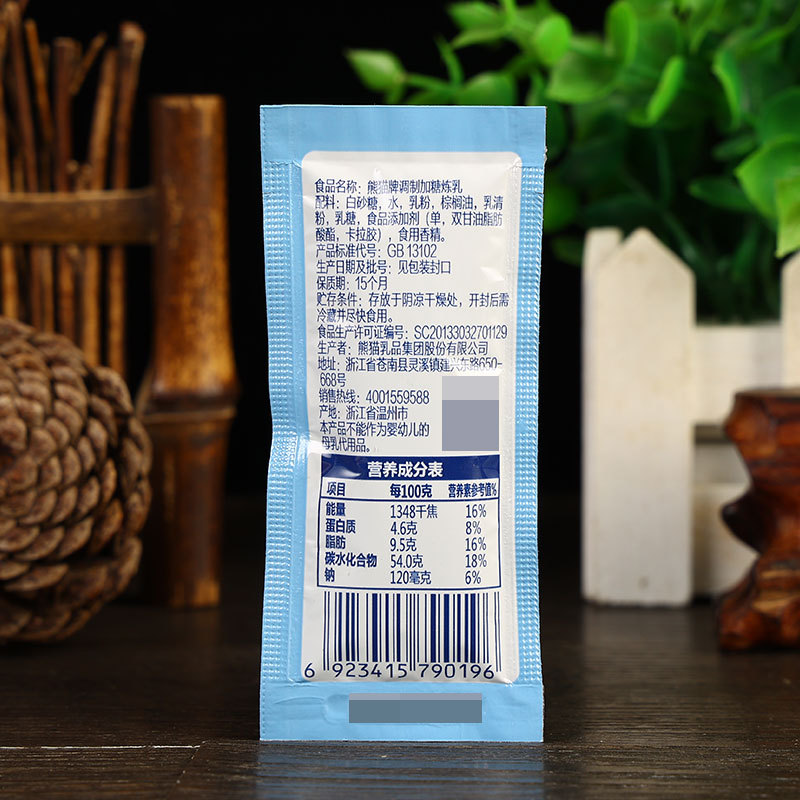 食品名称：熊猫牌调制加糖炼乳
配料：白砂糖，水，乳粉，棕榈油，乳清
粉，乳糖，食品添加剂（单，双甘油脂肪
酸酯，卡拉胶），食用香精。
产品标准代号：GB 13102
生产日期及批号：见包装封口
保质期：15个月
贮存条件：存放于阴凉干燥处，开封后需
冷藏并尽快食用。
食品生产许可证编号：SC20133032701129
生产者：熊猫乳品集团股份有限公司
地址：浙江省苍南县灵溪镇建兴东路650-
668号
销售热线：4001559588
产地：浙江省温州市
本产品不能作为婴幼儿的
母乳代用品。
营养成分表
项目 每100克 营养素参考值%
能量 1348千焦 16%
蛋白质 4.6克 8%
脂肪 9.5克 16%
碳水化合物 54.0克 18%
钠 120毫克 6%
6 923415 790196